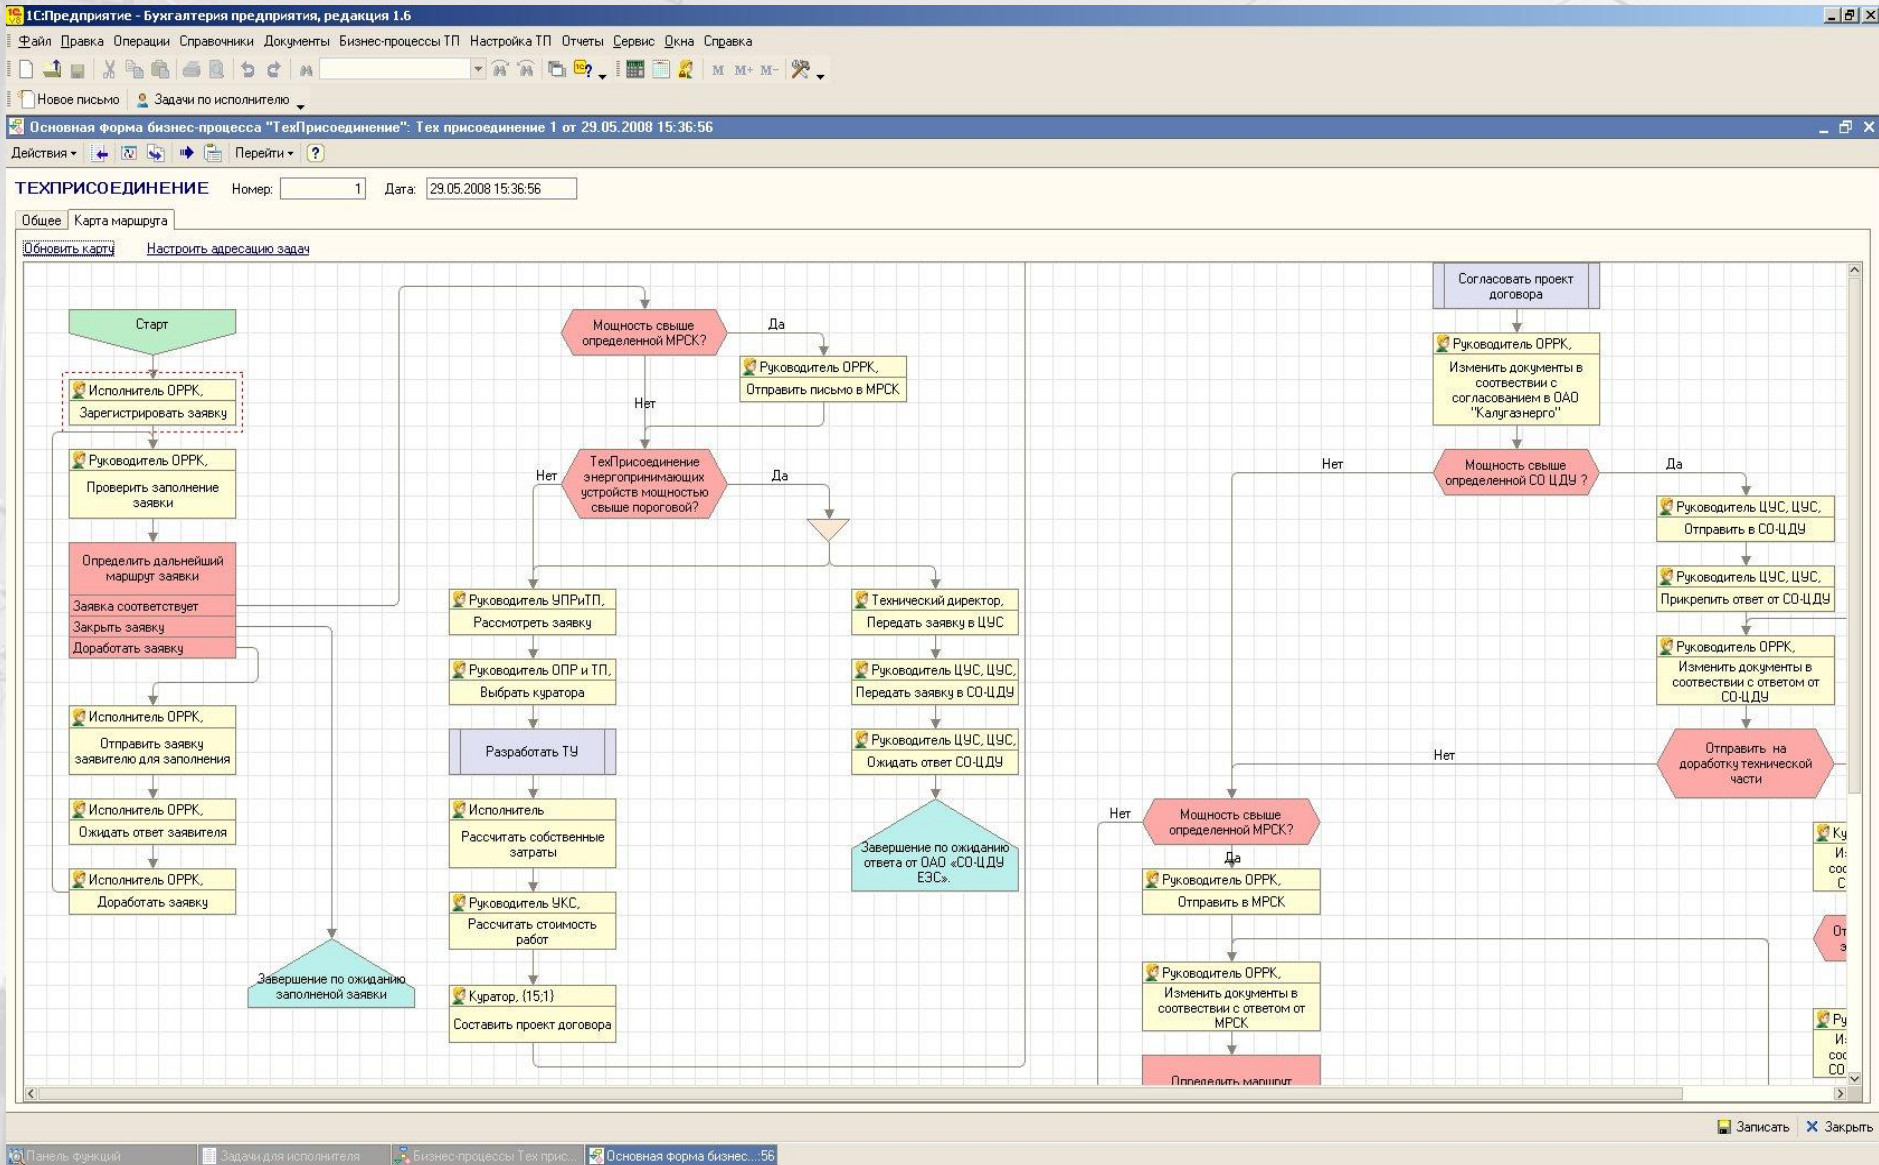 1С:Предприятие - Бухгалтерия предприятия, редакция 1.6
Файл Правка Операции Справочники Документы Бизнес-процессы ТП Настройка ТП Отчеты Сервис Окна Справка
M M+ M-
Новое письмо Задачи по исполнителю
Основная форма бизнес-процесса "ТехПрисоединение": Тех присоединение 1 от 29.05.2008 15:36:56
Действия Перейти ?
ТЕХПРИСОЕДИНЕНИЕ Номер: 1 Дата: 29.05.2008 15:36:56
Общее Карта маршрута
Обновить карту Настроить адресацию задач
Старт
Исполнитель ОРРК,
Зарегистрировать заявку
Руководитель ОРРК,
Проверить заполнение
заявки
Определить дальнейший
маршрут заявки
Заявка соответствует
Закрыть заявку
Доработать заявку
Исполнитель ОРРК,
Отправить заявку
заявителю для заполнения
Исполнитель ОРРК,
Ожидать ответ заявителя
Исполнитель ОРРК,
Доработать заявку
Завершение по ожиданию
заполненой заявки
Мощность свыше
определенной МРСК?
Да
Руководитель ОРРК,
Отправить письмо в МРСК
Нет
ТехПрисоединение
энергопринимающих
устройств мощностью
свыше пороговой?
Нет
Да
Руководитель УПРиТП,
Рассмотреть заявку
Руководитель ОПР и ТП,
Выбрать куратора
Разработать ТУ
Исполнитель
Рассчитать собственные
затраты
Руководитель УКС,
Рассчитать стоимость
работ
Куратор, {15;1}
Составить проект договора
Технический директор,
Передать заявку в ЦУС
Руководитель ЦУС, ЦУС,
Передать заявку в СО-ЦДУ
Руководитель ЦУС, ЦУС,
Ожидать ответ СО-ЦДУ
Завершение по ожиданию
ответа от ОАО «СО-ЦДУ
ЕЭС».
Согласовать проект
договора
Руководитель ОРРК,
Изменить документы в
соотвествии с
согласованием в ОАО
"Калугаэнерго"
Мощность свыше
определенной СО ЦДУ ?
Нет
Да
Руководитель ЦУС, ЦУС,
Отправить в СО-ЦДУ
Руководитель ЦУС, ЦУС,
Прикрепить ответ от СО-ЦДУ
Руководитель ОРРК,
Изменить документы в
соотвествии с ответом от
СО-ЦДУ
Отправить на
доработку технической
части
Нет
Мощность свыше
определенной МРСК?
Нет
Да
Руководитель ОРРК,
Отправить в МРСК
Руководитель ОРРК,
Изменить документы в
соотвествии с ответом от
МРСК
Определить маршрут
Записать Закрыть
Панель функций Задачи для исполнителя Бизнес-процессы Тех прис... Основная форма бизнес...:56